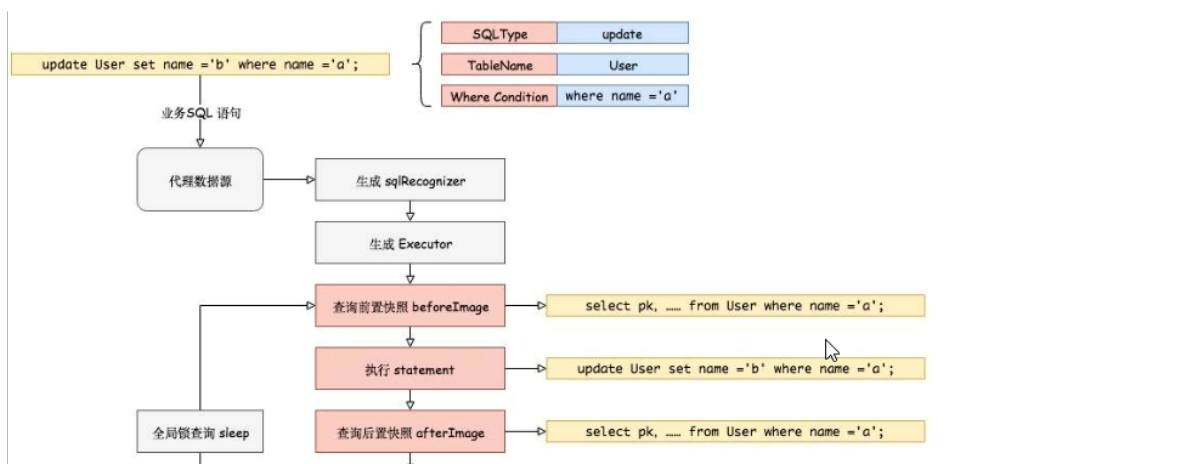 SQLType update
update User set name ='b' where name ='a';
TableName User
Where Condition where name ='a'
业务SQL 语句
代理数据源
生成 sqlRecognizer
生成 Executor
查询前置快照 beforeImage
select pk, …… from User where name ='a';
执行 statement
update User set name ='b' where name ='a';
全局锁查询 sleep
查询后置快照 afterImage
select pk, …… from User where name ='a';